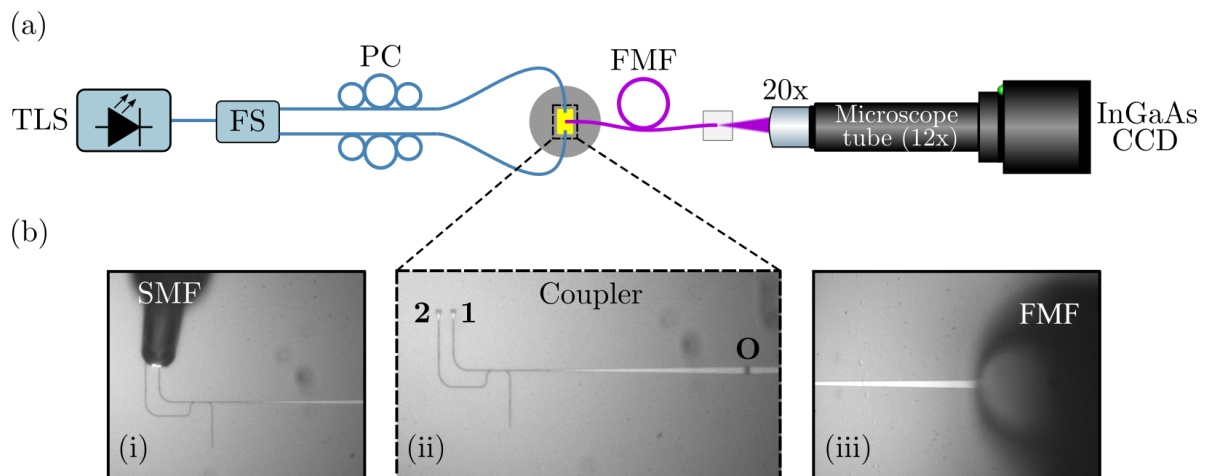 (a)
TLS
FS
PC
FMF
20x
Microscope
tube (12x)
InGaAs
CCD
(b)
SMF
(i)
Coupler
2 1
O
(ii)
FMF
(iii)